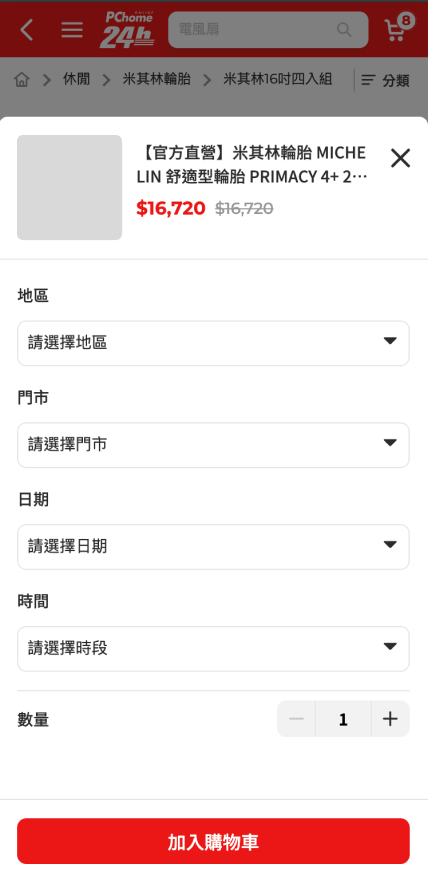 PChome
24h
電風扇
8
休閒
米其林輪胎
米其林16吋四入組
分類
【官方直營】米其林輪胎 MICHE
LIN 舒適型輪胎 PRIMACY 4+ 2…
$16,720 $16,720
地區
請選擇地區
門市
請選擇門市
日期
請選擇日期
時間
請選擇時段
數量
1
加入購物車